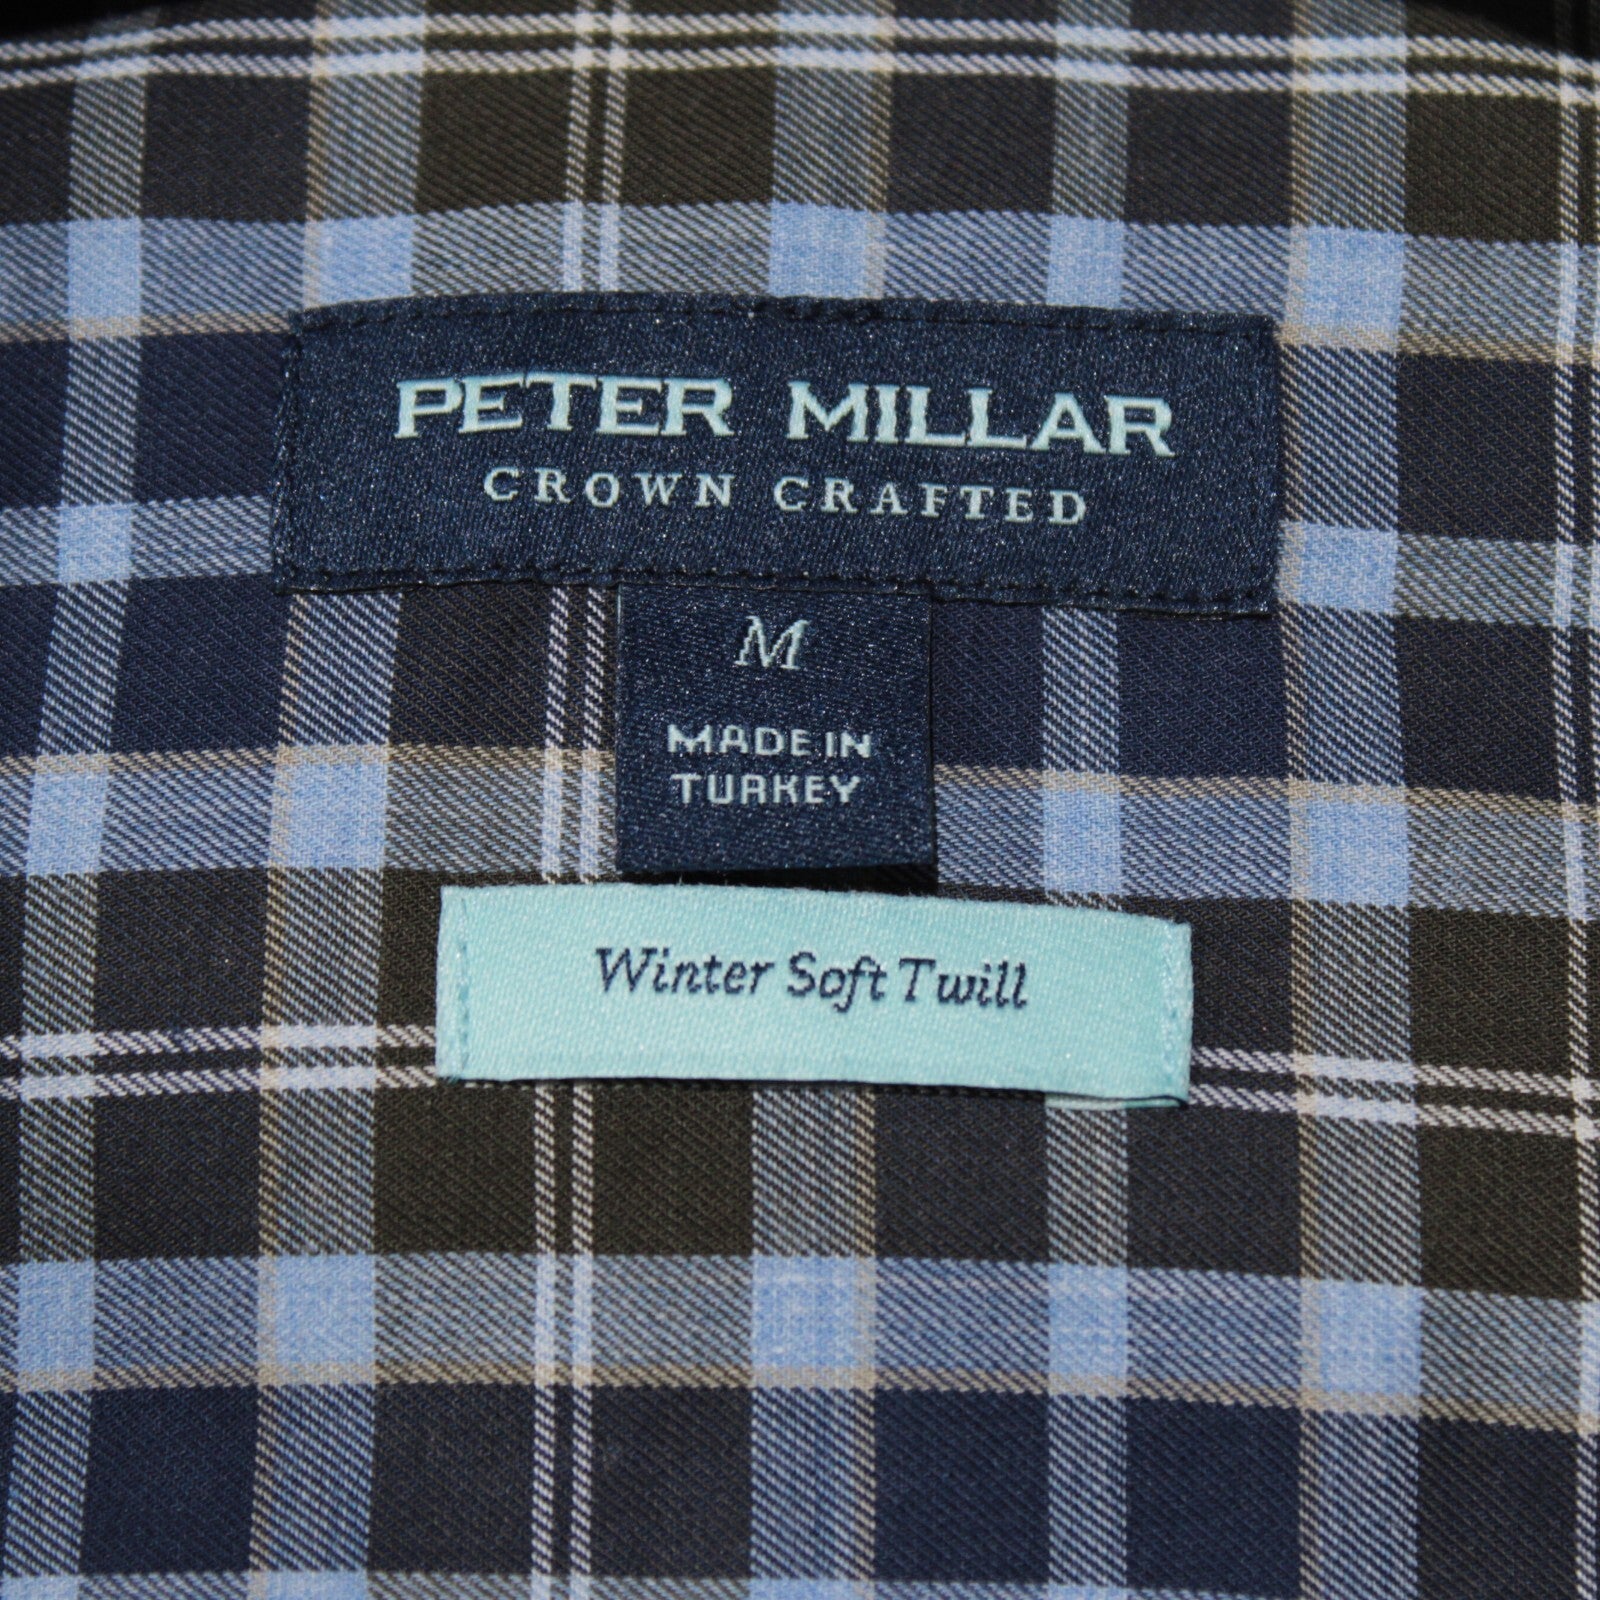 PETER MILLAR
CROWN CRAFTED
M
MADE IN
TURKEY
Winter Soft Twill